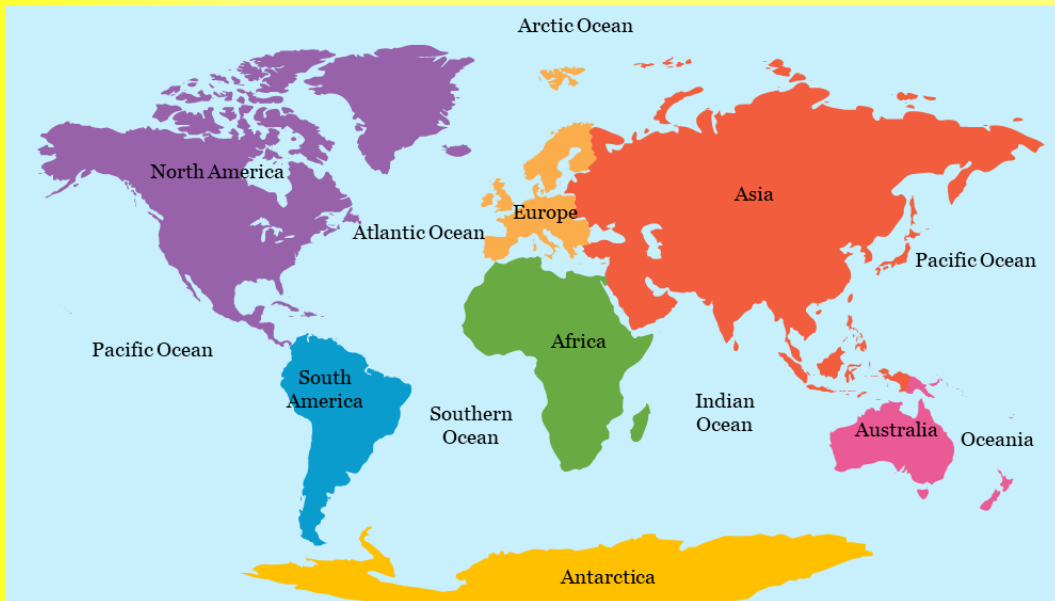 Arctic Ocean
North America
Asia
Europe
Atlantic Ocean
Pacific Ocean
Africa
Pacific Ocean
South
America
Southern
Ocean
Indian
Ocean
Australia
Oceania
Antarctica